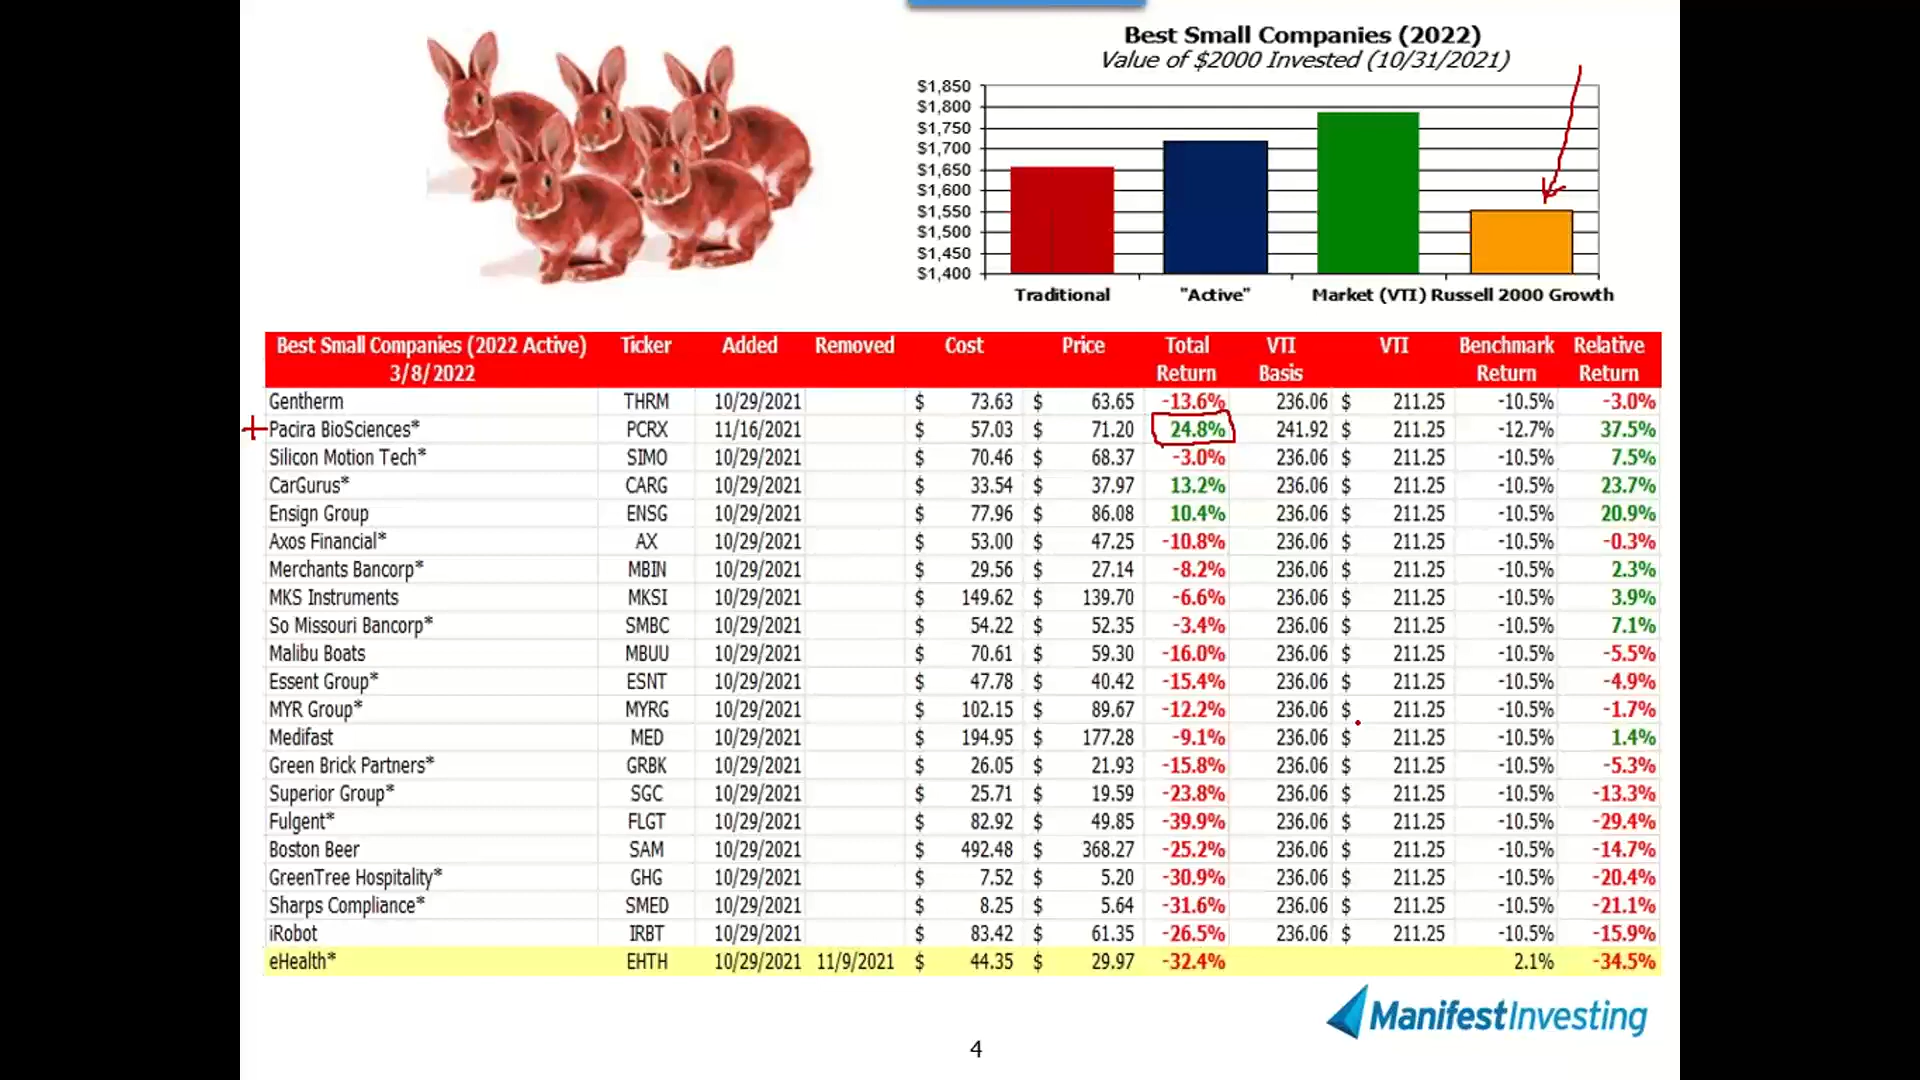 Best Small Companies (2022)
Value of $2000 Invested (10/31/2021)
$1,850
$1,800
$1,750
$1,700
$1,650
$1,600
$1,550
$1,500
$1,450
$1,400
Traditional "Active" Market (VTI) Russell 2000 Growth
Best Small Companies (2022 Active) Ticker Added Removed Cost Price Total VTI VTI Benchmark Relative
3/8/2022 Return Basis Return Return
Gentherm THRM 10/29/2021 $ 73.63 $ 63.65 -13.6% 236.06 $ 211.25 -10.5% -3.0%
Pacira BioSciences* PCRX 11/16/2021 $ 57.03 $ 71.20 24.8% 241.92 $ 211.25 -12.7% 37.5%
Silicon Motion Tech* SIMO 10/29/2021 $ 70.46 $ 68.37 -3.0% 236.06 $ 211.25 -10.5% 7.5%
CarGurus* CARG 10/29/2021 $ 33.54 $ 37.97 13.2% 236.06 $ 211.25 -10.5% 23.7%
Ensign Group ENSG 10/29/2021 $ 77.96 $ 86.08 10.4% 236.06 $ 211.25 -10.5% 20.9%
Axos Financial* AX 10/29/2021 $ 53.00 $ 47.25 -10.8% 236.06 $ 211.25 -10.5% -0.3%
Merchants Bancorp* MBIN 10/29/2021 $ 29.56 $ 27.14 -8.2% 236.06 $ 211.25 -10.5% 2.3%
MKS Instruments MKSI 10/29/2021 $ 149.62 $ 139.70 -6.6% 236.06 $ 211.25 -10.5% 3.9%
So Missouri Bancorp* SMBC 10/29/2021 $ 54.22 $ 52.35 -3.4% 236.06 $ 211.25 -10.5% 7.1%
Malibu Boats MBUU 10/29/2021 $ 70.61 $ 59.30 -16.0% 236.06 $ 211.25 -10.5% -5.5%
Essent Group* ESNT 10/29/2021 $ 47.78 $ 40.42 -15.4% 236.06 $ 211.25 -10.5% -4.9%
MYR Group* MYRG 10/29/2021 $ 102.15 $ 89.67 -12.2% 236.06 $ 211.25 -10.5% -1.7%
Medifast MED 10/29/2021 $ 194.95 $ 177.28 -9.1% 236.06 $ 211.25 -10.5% 1.4%
Green Brick Partners* GRBK 10/29/2021 $ 26.05 $ 21.93 -15.8% 236.06 $ 211.25 -10.5% -5.3%
Superior Group* SGC 10/29/2021 $ 25.71 $ 19.59 -23.8% 236.06 $ 211.25 -10.5% -13.3%
Fulgent* FLGT 10/29/2021 $ 82.92 $ 49.85 -39.9% 236.06 $ 211.25 -10.5% -29.4%
Boston Beer SAM 10/29/2021 $ 492.48 $ 368.27 -25.2% 236.06 $ 211.25 -10.5% -14.7%
GreenTree Hospitality* GHG 10/29/2021 $ 7.52 $ 5.20 -30.9% 236.06 $ 211.25 -10.5% -20.4%
Sharps Compliance* SMED 10/29/2021 $ 8.25 $ 5.64 -31.6% 236.06 $ 211.25 -10.5% -21.1%
iRobot IRBT 10/29/2021 $ 83.42 $ 61.35 -26.5% 236.06 $ 211.25 -10.5% -15.9%
eHealth* EHTH 10/29/2021 11/9/2021 $ 44.35 $ 29.97 -32.4% 2.1% -34.5%
ManifestInvesting
4